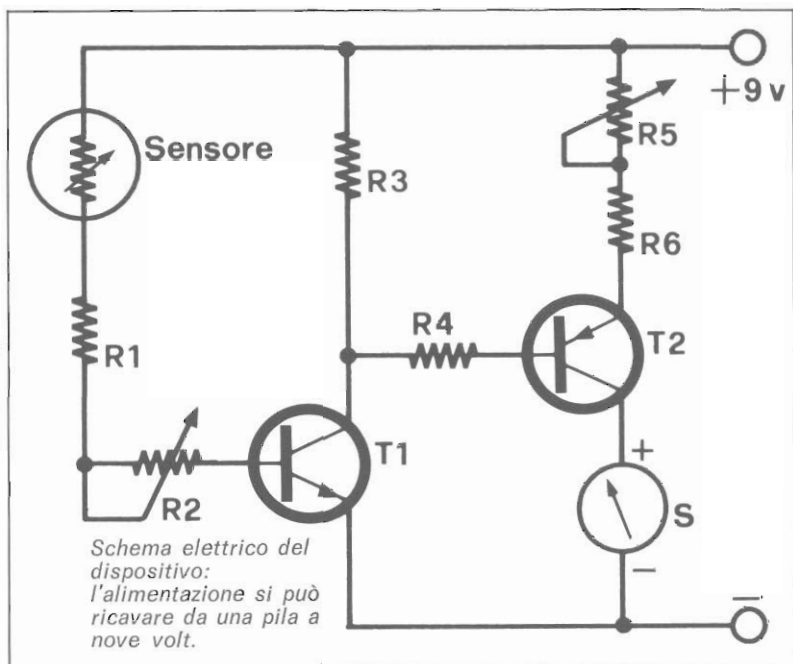 +9 v
Sensore
R5
R3
R6
R4
R1
T2
T1
R2
+
S
−
−
Schema elettrico del
dispositivo:
l'alimentazione si può
ricavare da una pila a
nove volt.